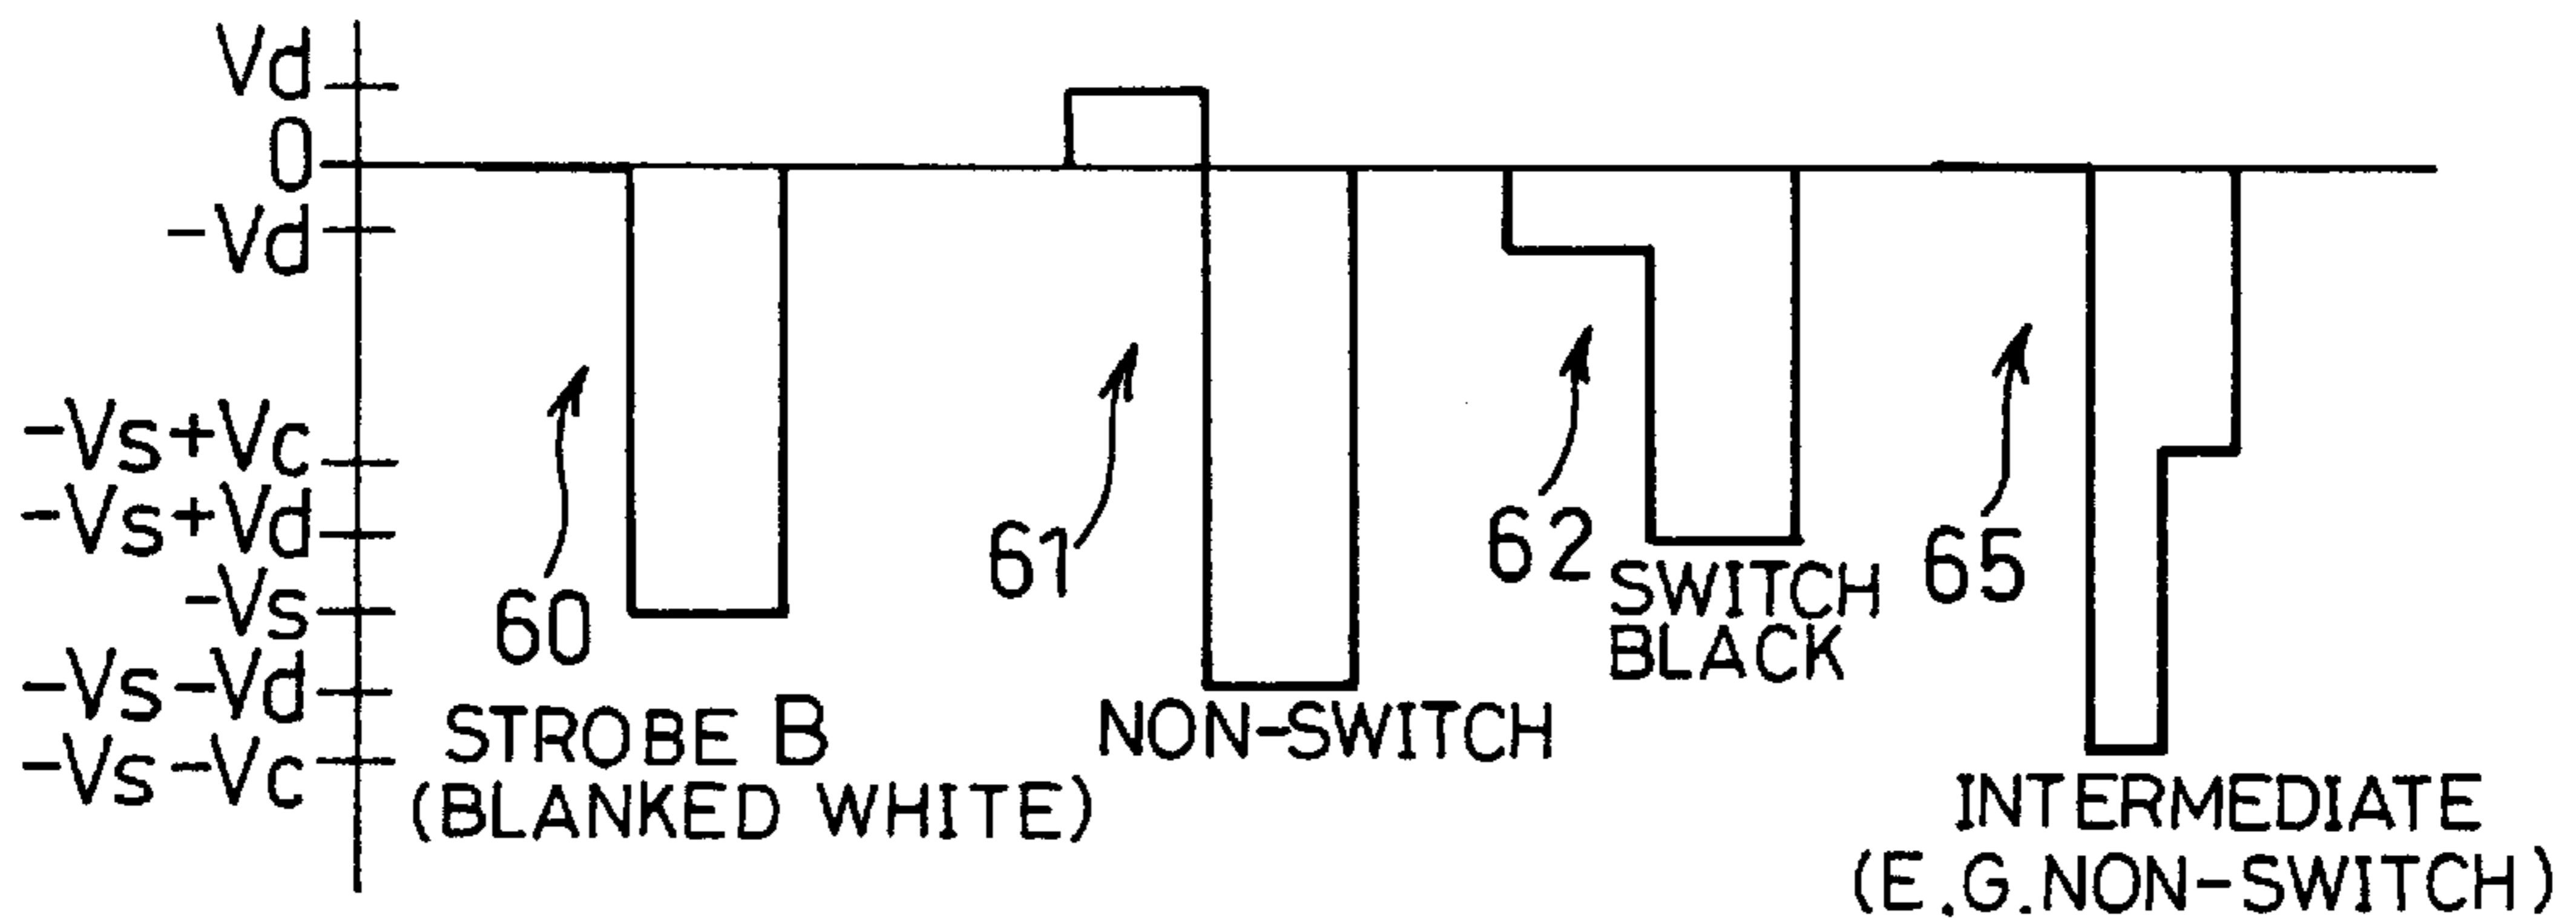 Vd
0
-Vd
-Vs+Vc
-Vs+Vd
-Vs
-Vs-Vd
-Vs-Vc
60
STROBE B
(BLANKED WHITE)
61
NON-SWITCH
62
SWITCH
BLACK
65
INTERMEDIATE
(E.G.NON-SWITCH)